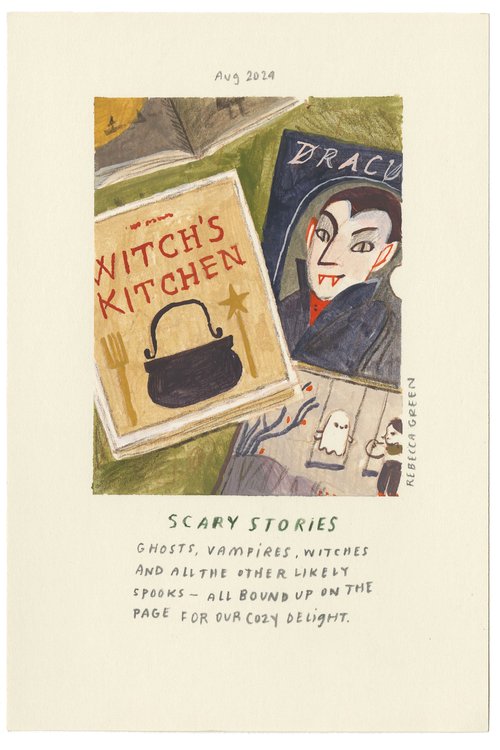 Aug 2024
DRACU
WITCH'S
KITCHEN
REBECCA GREEN
SCARY STORIES
GHOSTS, VAMPIRES, WITCHES
AND ALL THE OTHER LIKELY
SPOOKS – ALL BOUND UP ON THE
PAGE FOR OUR COZY DELIGHT.